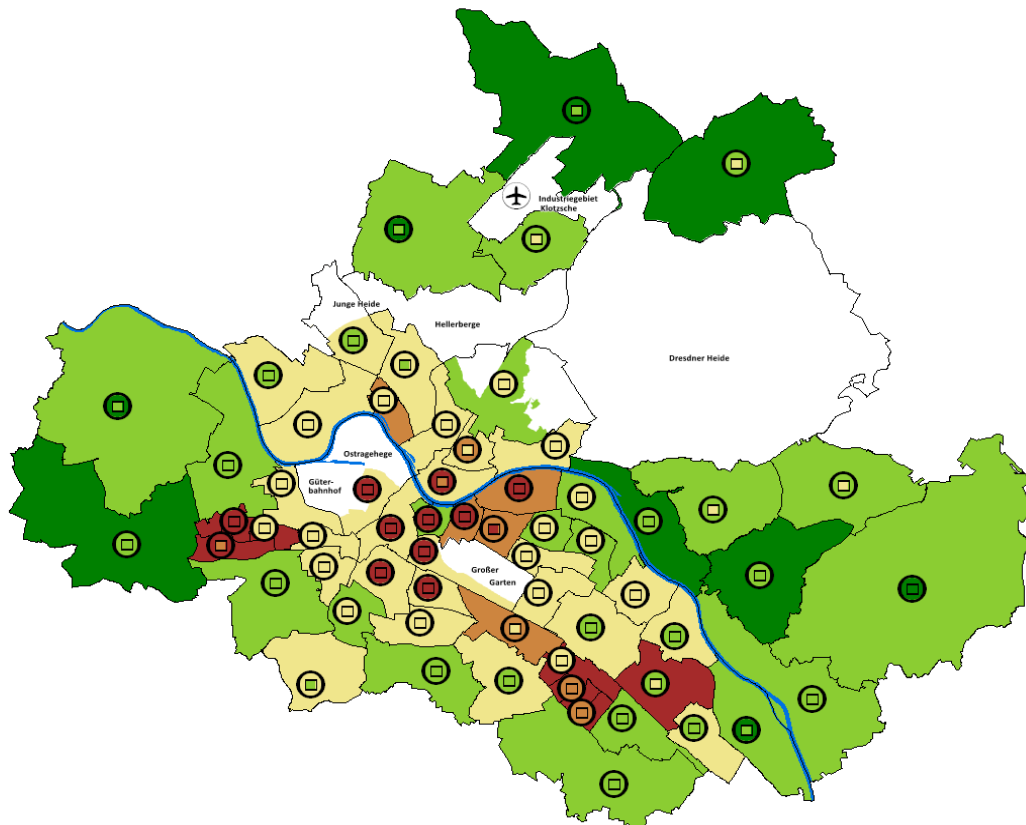 Industriegebiet
Klotzsche
Junge Heide
Hellerberge
Dresdner Heide
Ostragehege
Güter-
bahnhof
Großer
Garten